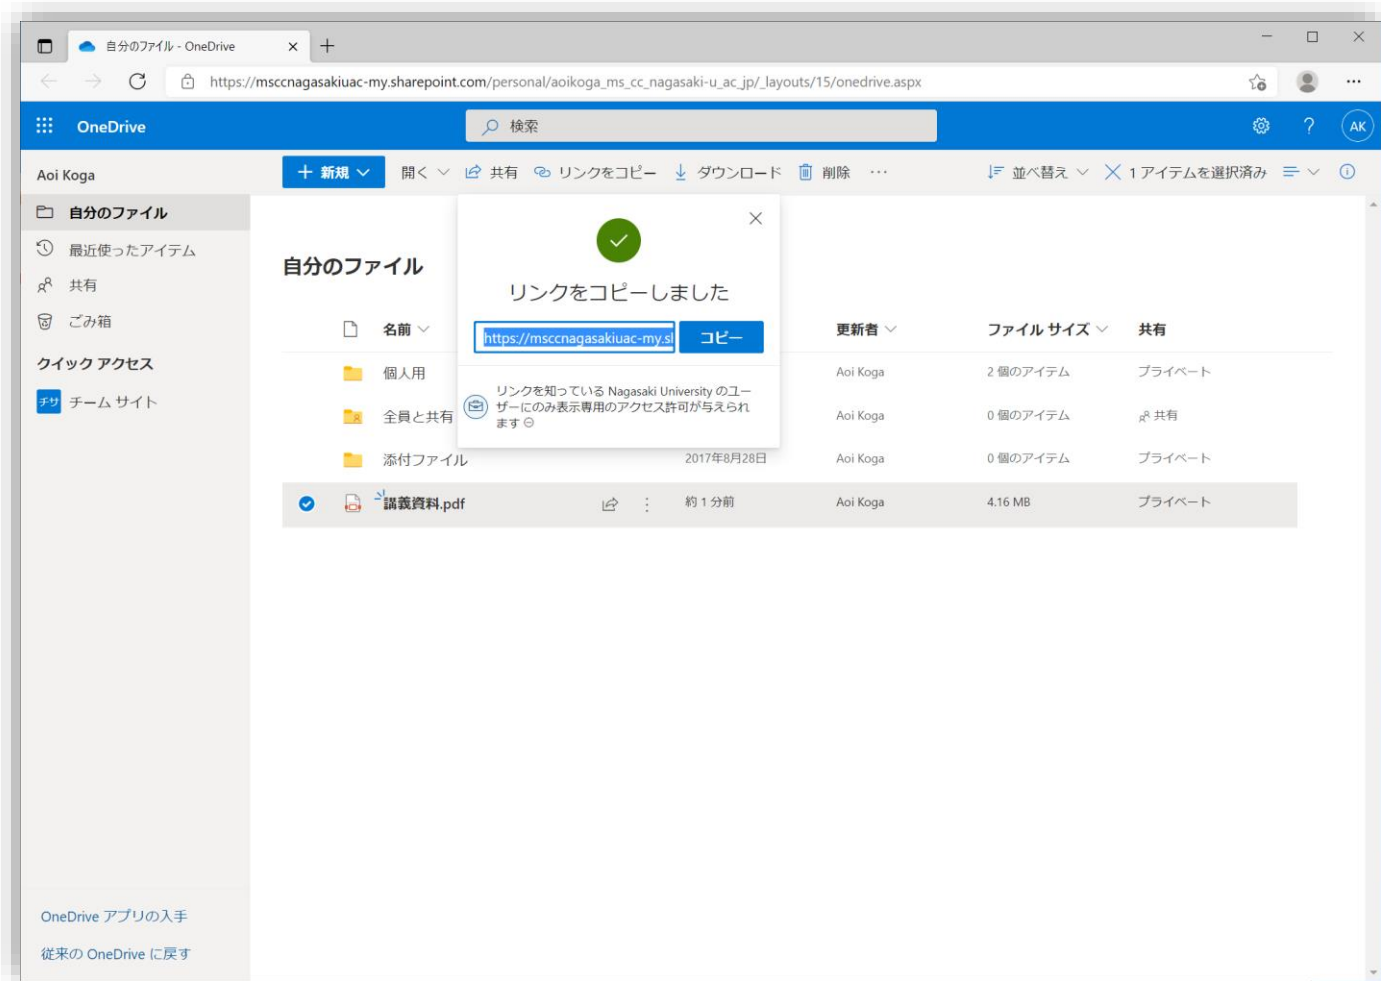 自分のファイル - OneDrive
https://msccnagasakiuac-my.sharepoint.com/personal/aoikoga_ms_cc_nagasaki-u_ac_jp/_layouts/15/onedrive.aspx
OneDrive
検索
AK
Aoi Koga
新規 開く 共有 リンクをコピー ダウンロード 削除 … 並べ替え 1 アイテムを選択済み
自分のファイル
最近使ったアイテム
共有
ごみ箱
クイック アクセス
チサ チーム サイト
OneDrive アプリの入手
従来の OneDrive に戻す
自分のファイル
リンクをコピーしました
https://msccnagasakiuac-my.sl コピー
リンクを知っている Nagasaki University のユー
ザーにのみ表示専用のアクセス許可が与えられ
ます
名前 更新者 ファイル サイズ 共有
個人用 Aoi Koga 2 個のアイテム プライベート
全員と共有 Aoi Koga 0 個のアイテム 共有
添付ファイル 2017年8月28日 Aoi Koga 0 個のアイテム プライベート
講義資料.pdf 約 1 分前 Aoi Koga 4.16 MB プライベート